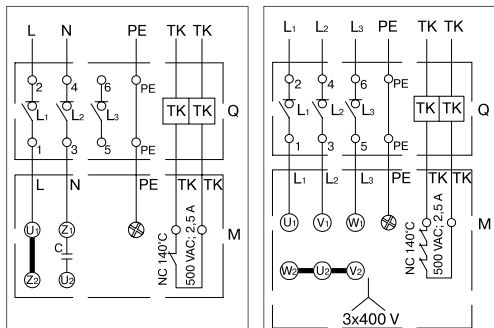 L N PE TK TK
2 4 6 PE
L1 L2 L3 TK TK Q
1 3 5 PE
L N PE TK TK
U1 Z1 M
C
Z2 U2
NC 140°C
500 VAC; 2,5 A
L1 L2 L3 PE TK TK
2 4 6 PE
L1 L2 L3 TK TK Q
1 3 5 PE
L1 L2 L3 PE TK TK
U1 V1 W1 M
W2 U2 V2
NC 140°C
500 VAC; 2,5 A
3x400 V